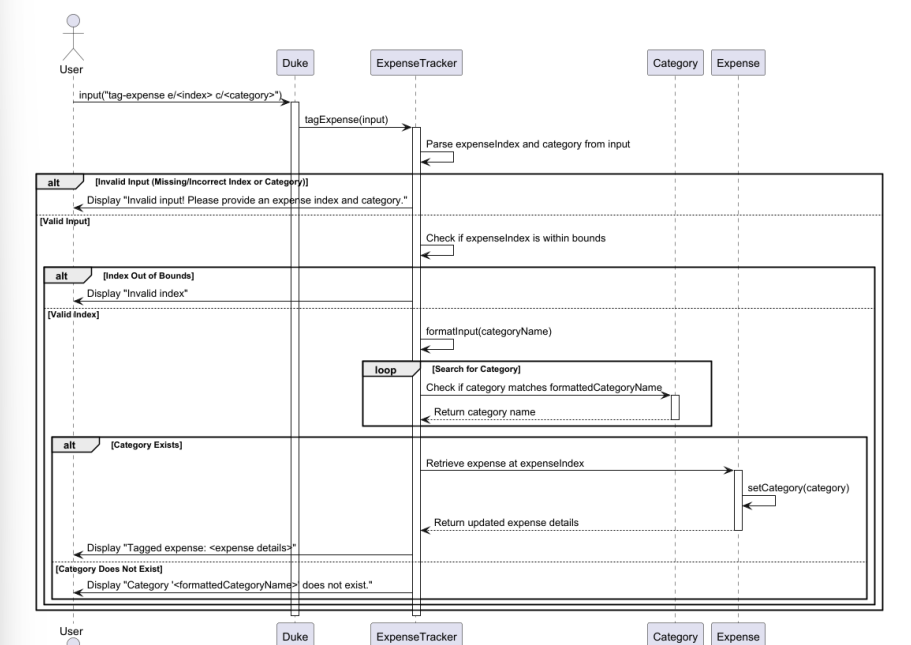 User
Duke
ExpenseTracker
Category
Expense
input("tag-expense e/<index> c/<category>")
tagExpense(input)
Parse expenseIndex and category from input
alt
[Invalid Input (Missing/Incorrect Index or Category)]
Display "Invalid input! Please provide an expense index and category."
[Valid Input]
Check if expenseIndex is within bounds
alt
[Index Out of Bounds]
Display "Invalid index"
[Valid Index]
formatInput(categoryName)
loop
[Search for Category]
Check if category matches formattedCategoryName
Return category name
alt
[Category Exists]
Retrieve expense at expenseIndex
setCategory(category)
Return updated expense details
Display "Tagged expense: <expense details>"
[Category Does Not Exist]
Display "Category '<formattedCategoryName>' does not exist."
User
Duke
ExpenseTracker
Category
Expense